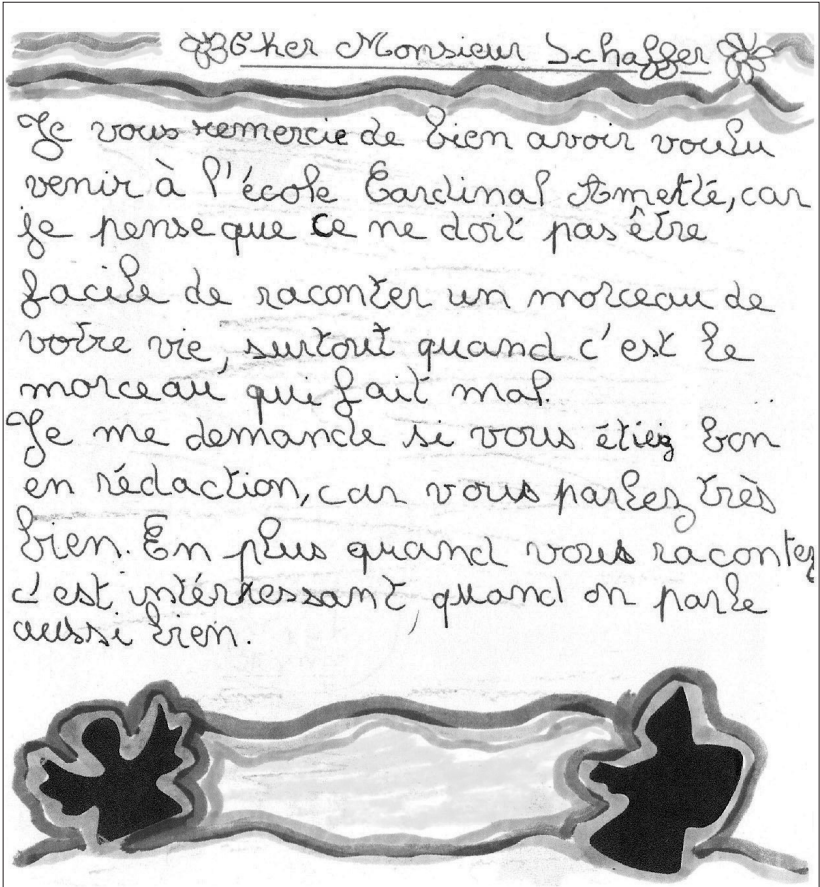 Cher Monsieur Schaffer
Je vous remercie de bien avoir voulu
venir à l'école Cardinal Amette, car
je pense que ce ne doit pas être
facile de raconter un morceau de
votre vie, surtout quand c'est le
morceau qui fait mal.
Je me demande si vous étiez bon
en rédaction, car vous parlez très
bien. En plus quand vous racontez
c'est intérressant, quand on parle
aussi bien.